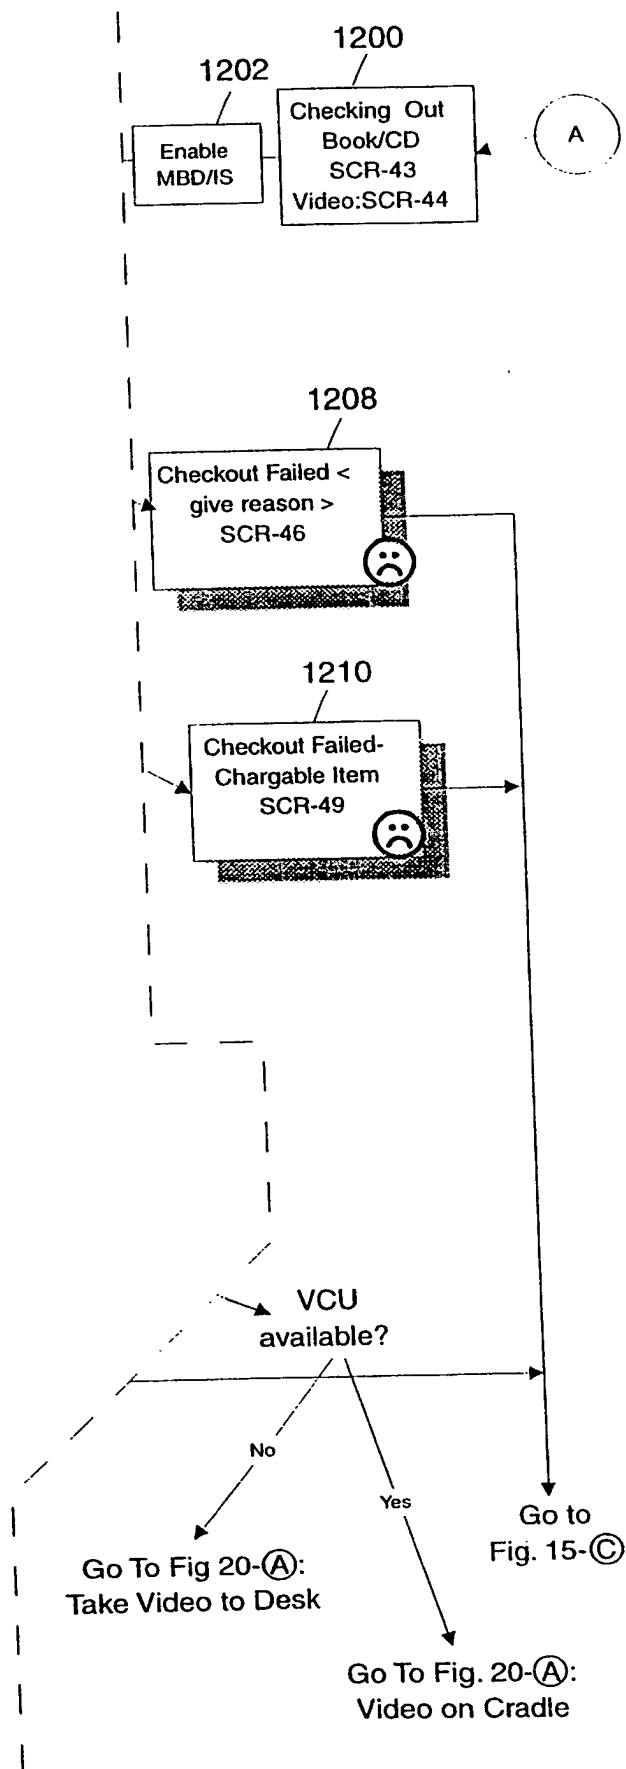 1200
1202
Checking Out
Book/CD
SCR-43
Video:SCR-44
Enable
MBD/IS
A
1208
Checkout Failed <
give reason >
SCR-46
1210
Checkout Failed-
Chargable Item
SCR-49
VCU
available?
No
Yes
Go to
Fig. 15-C
Go To Fig 20-A:
Take Video to Desk
Go To Fig. 20-A:
Video on Cradle